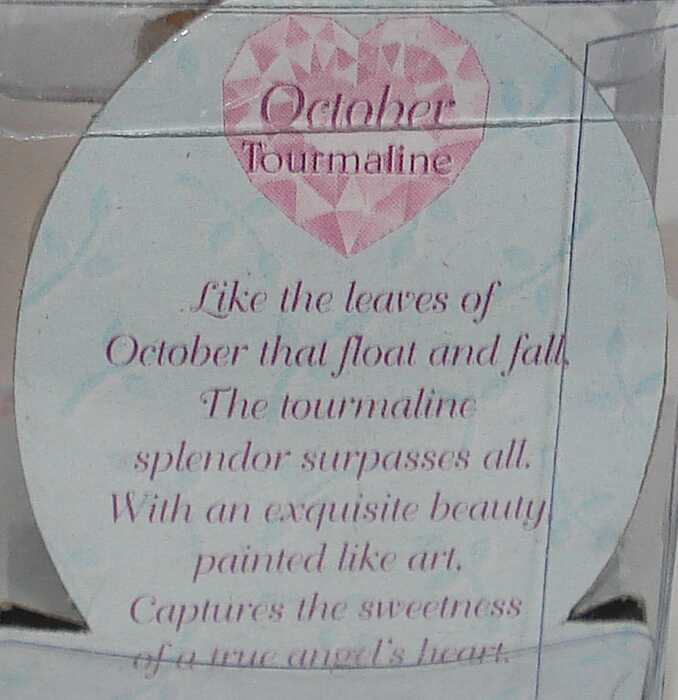 October
Tourmaline
Like the leaves of
October that float and fall.
The tourmaline
splendor surpasses all.
With an exquisite beauty,
painted like art.
Captures the sweetness
of a true angel's heart.